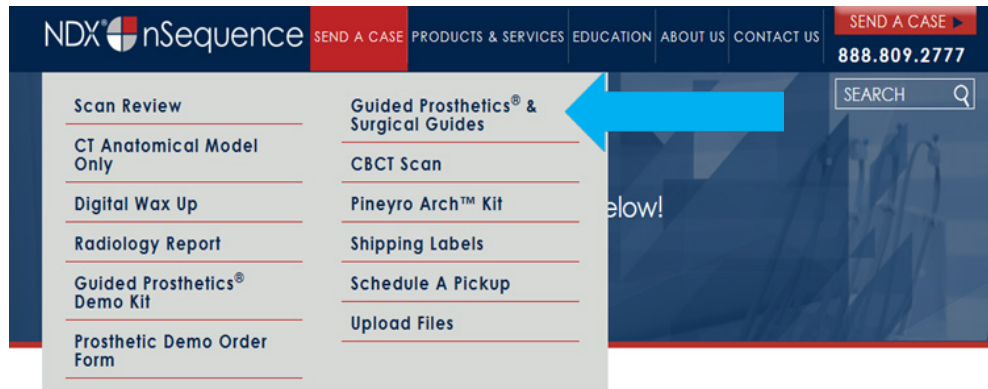 NDX® nSequence
SEND A CASE PRODUCTS & SERVICES EDUCATION ABOUT US CONTACT US
SEND A CASE
888.809.2777
SEARCH
Scan Review
CT Anatomical Model
Only
Digital Wax Up
Radiology Report
Guided Prosthetics®
Demo Kit
Prosthetic Demo Order
Form
Guided Prosthetics® &
Surgical Guides
CBCT Scan
Pineyro Arch™ Kit
Shipping Labels
Schedule A Pickup
Upload Files
elow!